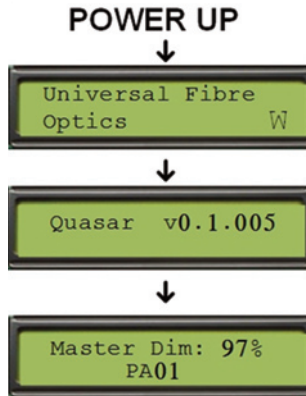 POWER UP
Universal Fibre
Optics W
Quasar v0.1.005
Master Dim: 97%
PA01